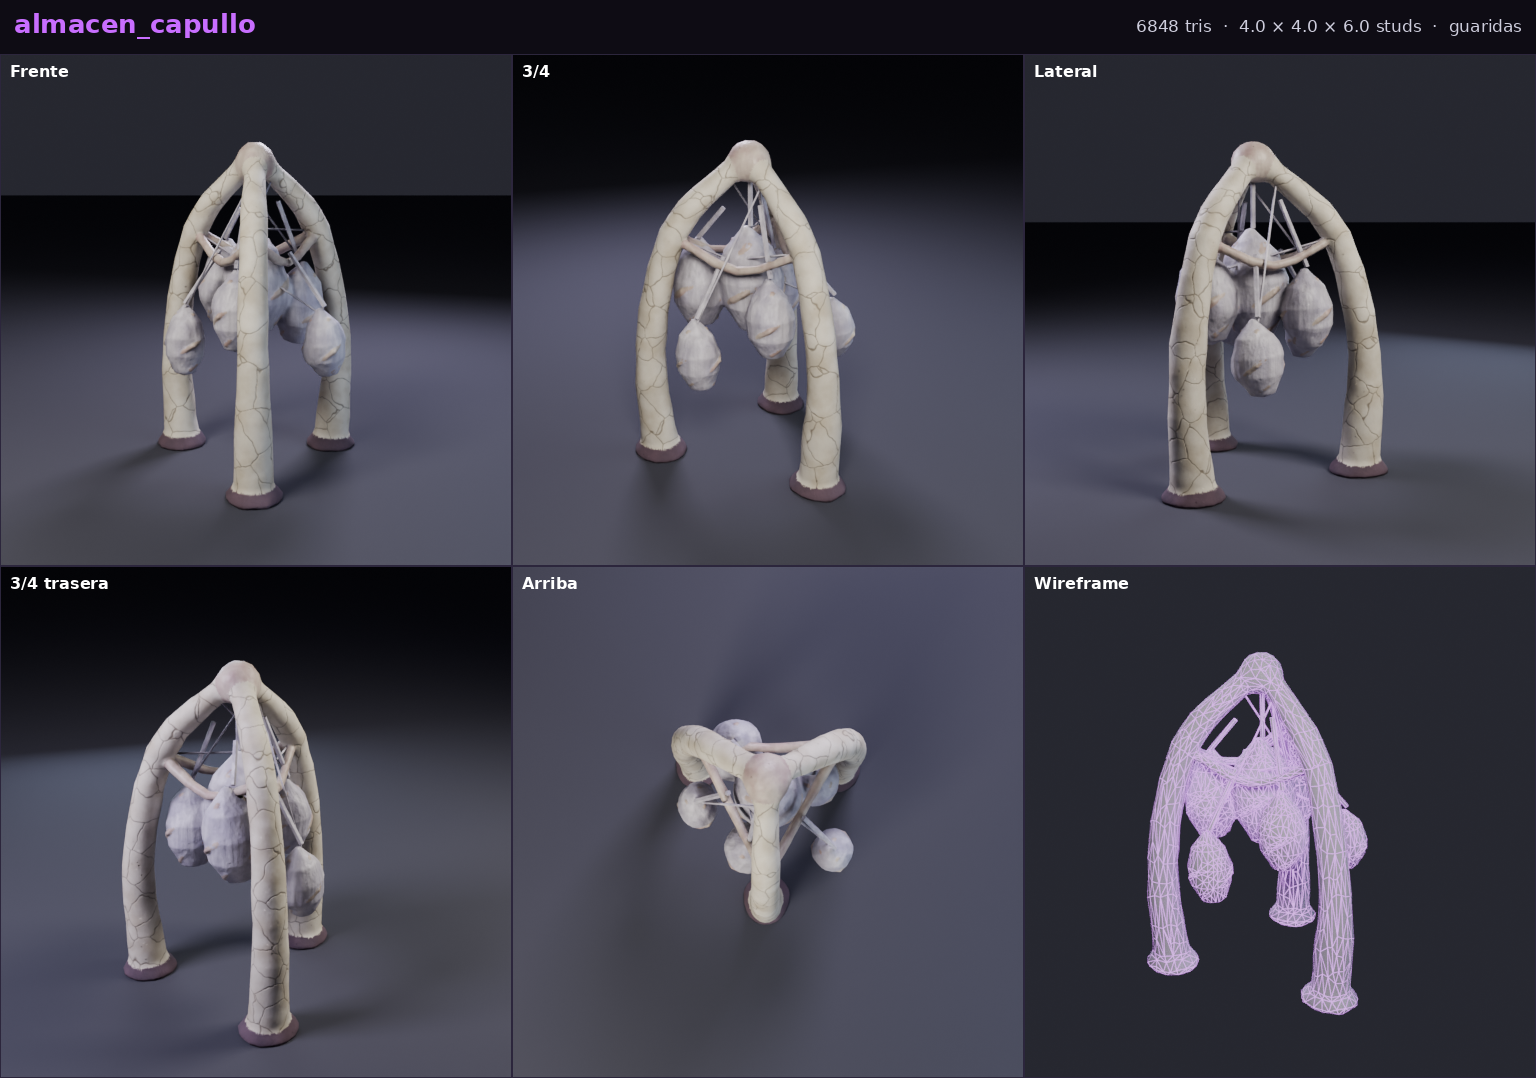 almacen_capullo
6848 tris · 4.0 × 4.0 × 6.0 studs · guaridas
Frente
3/4
Lateral
3/4 trasera
Arriba
Wireframe